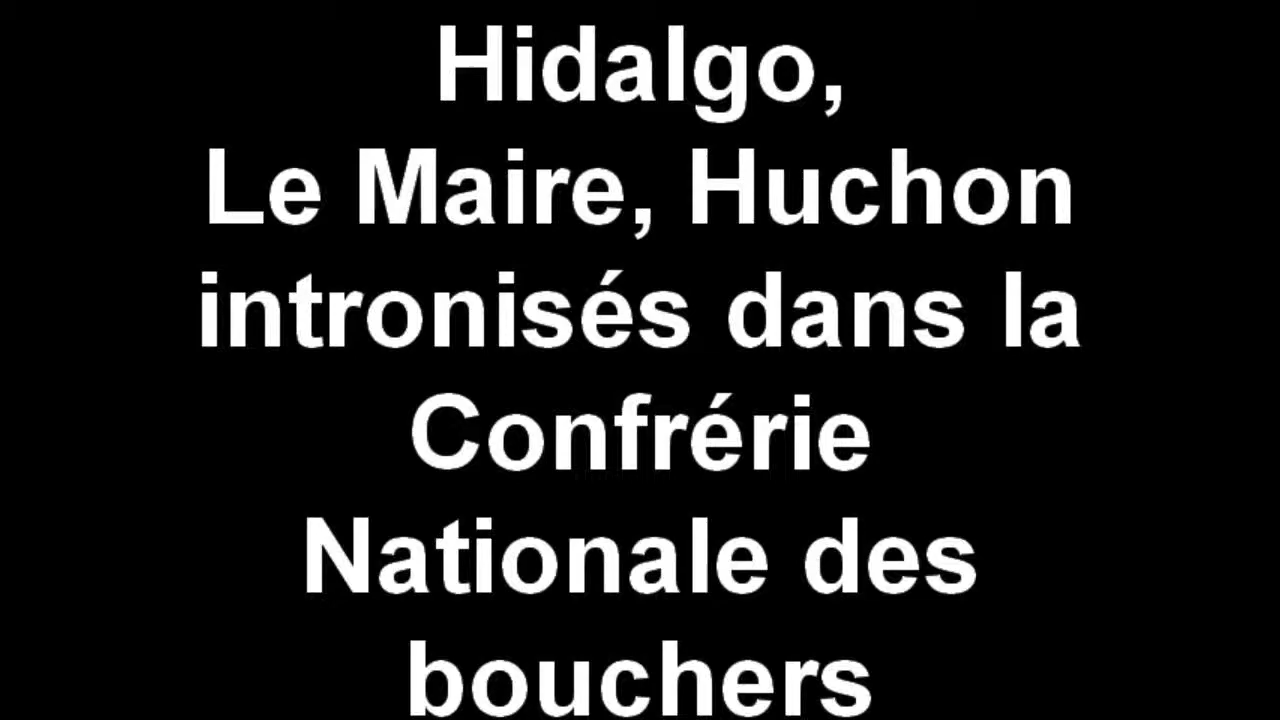 Hidalgo,
Le Maire, Huchon
intronisés dans la
Confrérie
Nationale des
bouchers